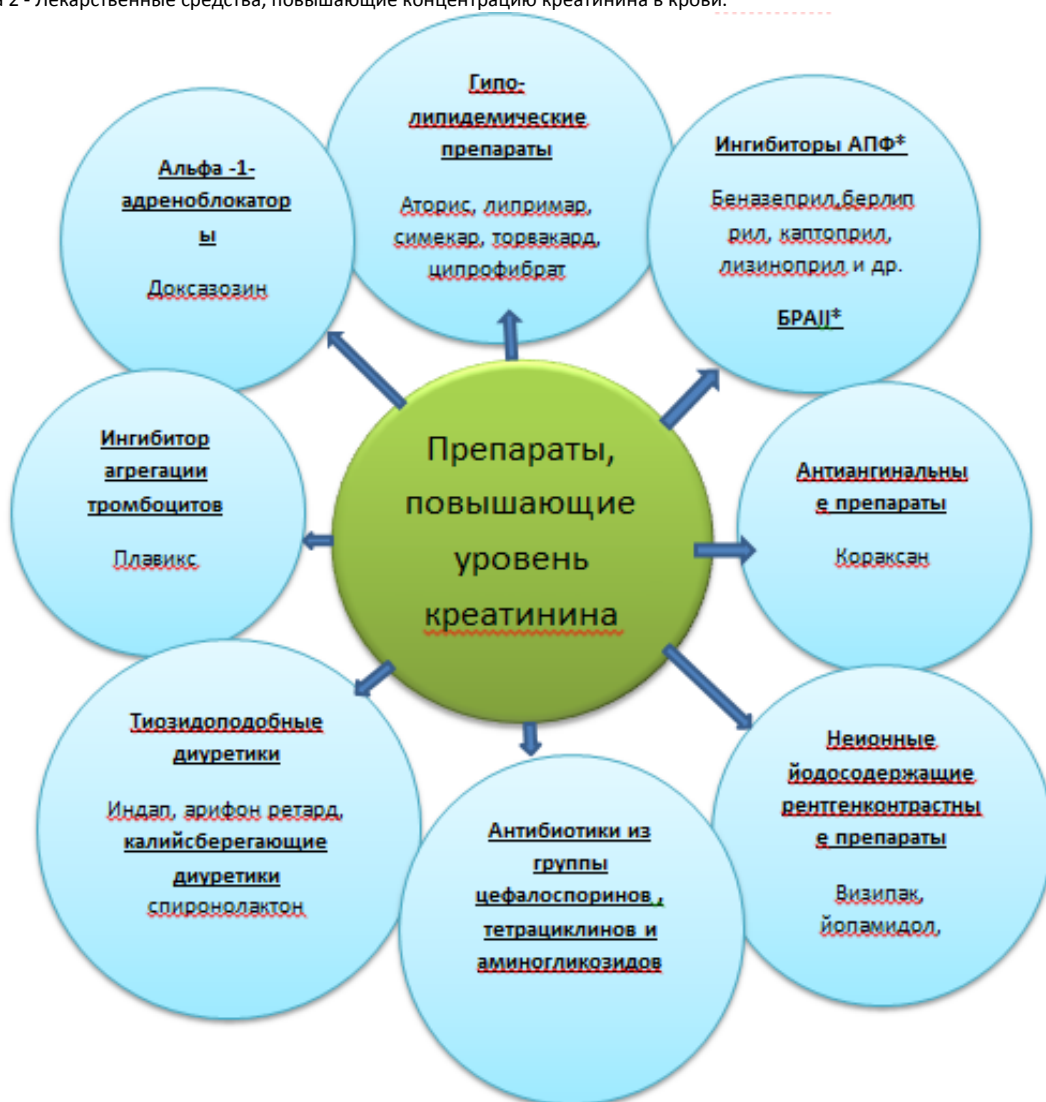 2 - Лекарственные средства, повышающие концентрацию креатинина в крови.
Гипо-
липидемические
препараты
Аторис, липримар,
симекар, торвакард,
ципрофибрат
Ингибиторы АПФ*
Беназеприл,берлип
рил, каптоприл,
лизиноприл и др.
БРАIJ*
Антиангинальны
е препараты
Кораксан
Неионные
йодосодержащие
рентгенконтрастны
е препараты
Визипак,
йопамидол,
Антибиотики из
группы
цефалоспоринов,
тетрациклинов и
аминогликозидов
Тиозидоподобные
диуретики
Индап, арифон ретард,
калийсберегающие
диуретики
спиронолактон
Ингибитор
агрегации
тромбоцитов
Плавикс
Альфа -1-
адреноблокатор
ы
Доксазозин
Препараты,
повышающие
уровень
креатинина